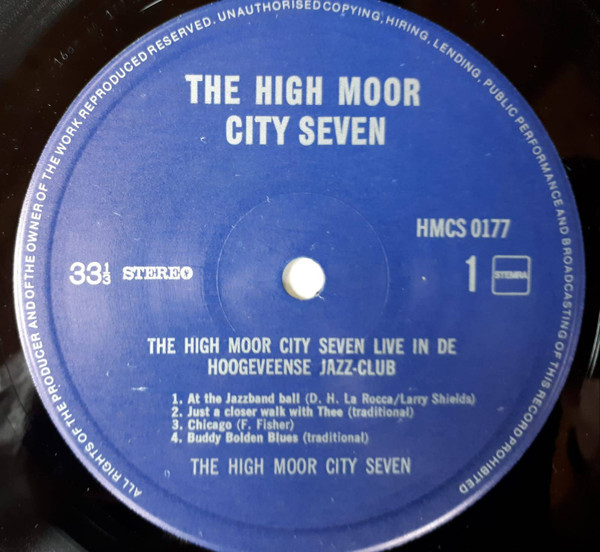 ALL RIGHTS OF THE PRODUCER AND OF THE OWNER OF THE WORK REPRODUCED RESERVED. UNAUTHORISED COPYING, HIRING, LENDING, PUBLIC PERFORMANCE AND BROADCASTING OF THIS RECORD PROHIBITED
THE HIGH MOOR
CITY SEVEN
HMCS 0177
33⅓ STEREO
1 STEMRA
THE HIGH MOOR CITY SEVEN LIVE IN DE
HOOGEVEENSE JAZZ-CLUB
1. At the Jazzband ball (D. H. La Rocca/Larry Shields)
2. Just a closer walk with Thee (traditional)
3. Chicago (F. Fisher)
4. Buddy Bolden Blues (traditional)
THE HIGH MOOR CITY SEVEN